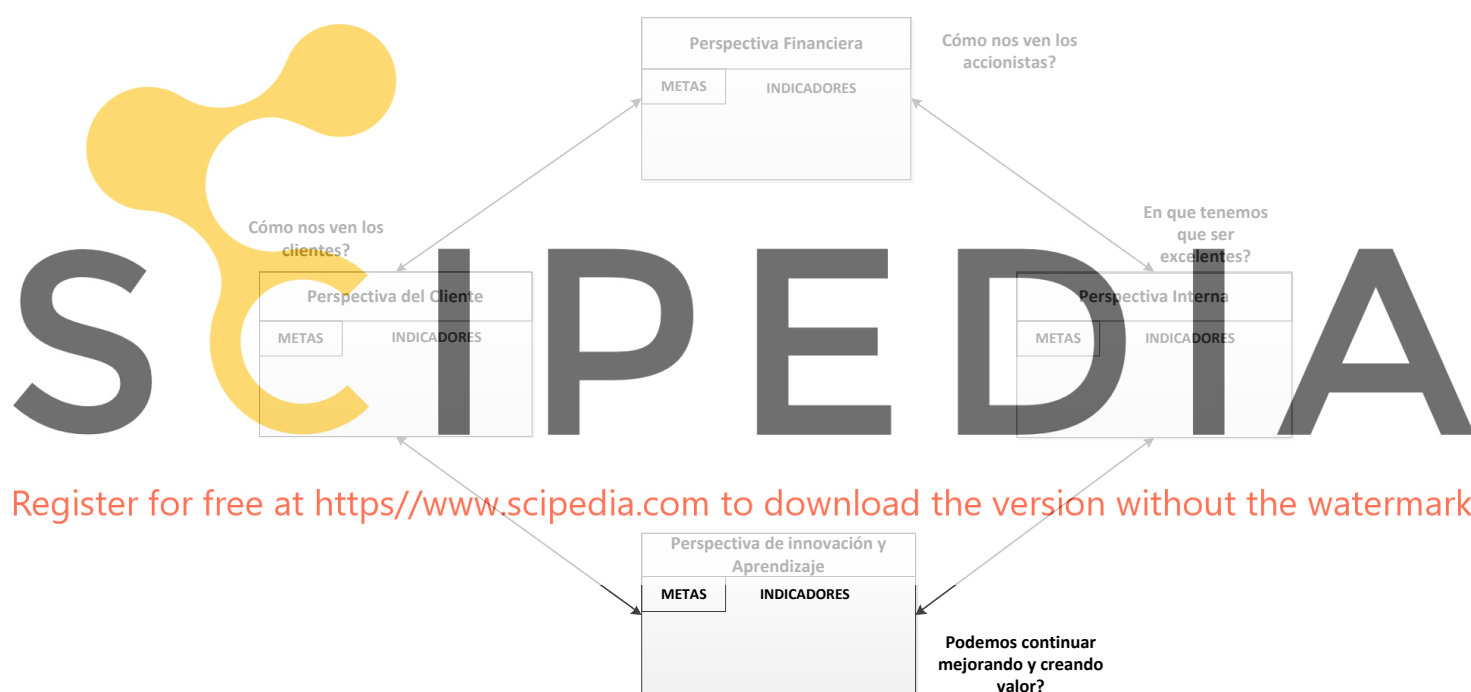 Perspectiva Financiera
Cómo nos ven los
accionistas?
METAS
INDICADORES
Cómo nos ven los
clientes?
En que tenemos
que ser
excelentes?
SCIPEDIA
Perspectiva del Cliente
METAS
INDICADORES
Perspectiva Interna
METAS
INDICADORES
Register for free at https//www.scipedia.com to download the version without the watermark
Perspectiva de innovación y
Aprendizaje
METAS
INDICADORES
Podemos continuar
mejorando y creando
valor?